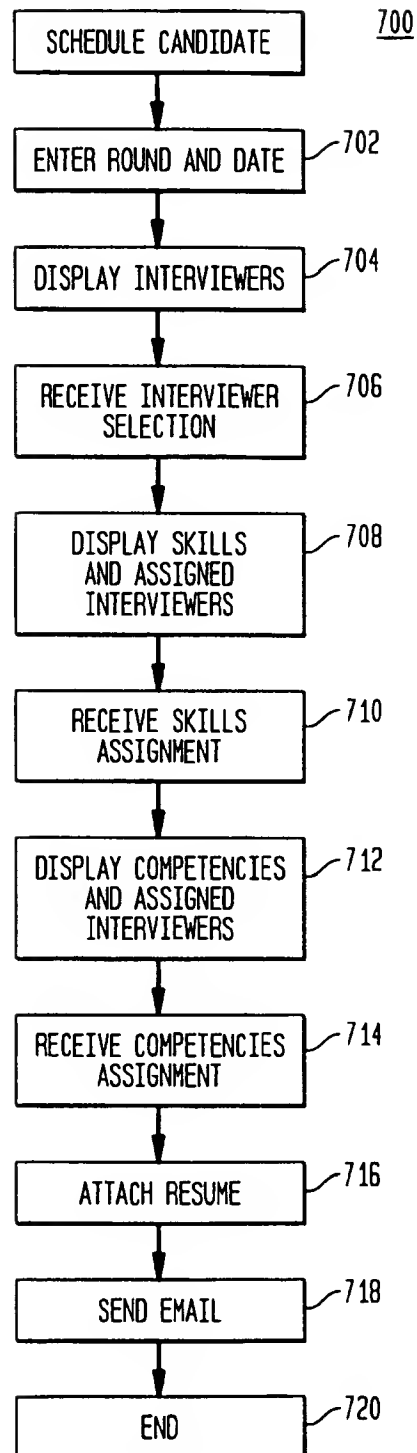 700
SCHEDULE CANDIDATE
ENTER ROUND AND DATE
702
DISPLAY INTERVIEWERS
704
RECEIVE INTERVIEWER
SELECTION
706
DISPLAY SKILLS
AND ASSIGNED
INTERVIEWERS
708
RECEIVE SKILLS
ASSIGNMENT
710
DISPLAY COMPETENCIES
AND ASSIGNED
INTERVIEWERS
712
RECEIVE COMPETENCIES
ASSIGNMENT
714
ATTACH RESUME
716
SEND EMAIL
718
END
720